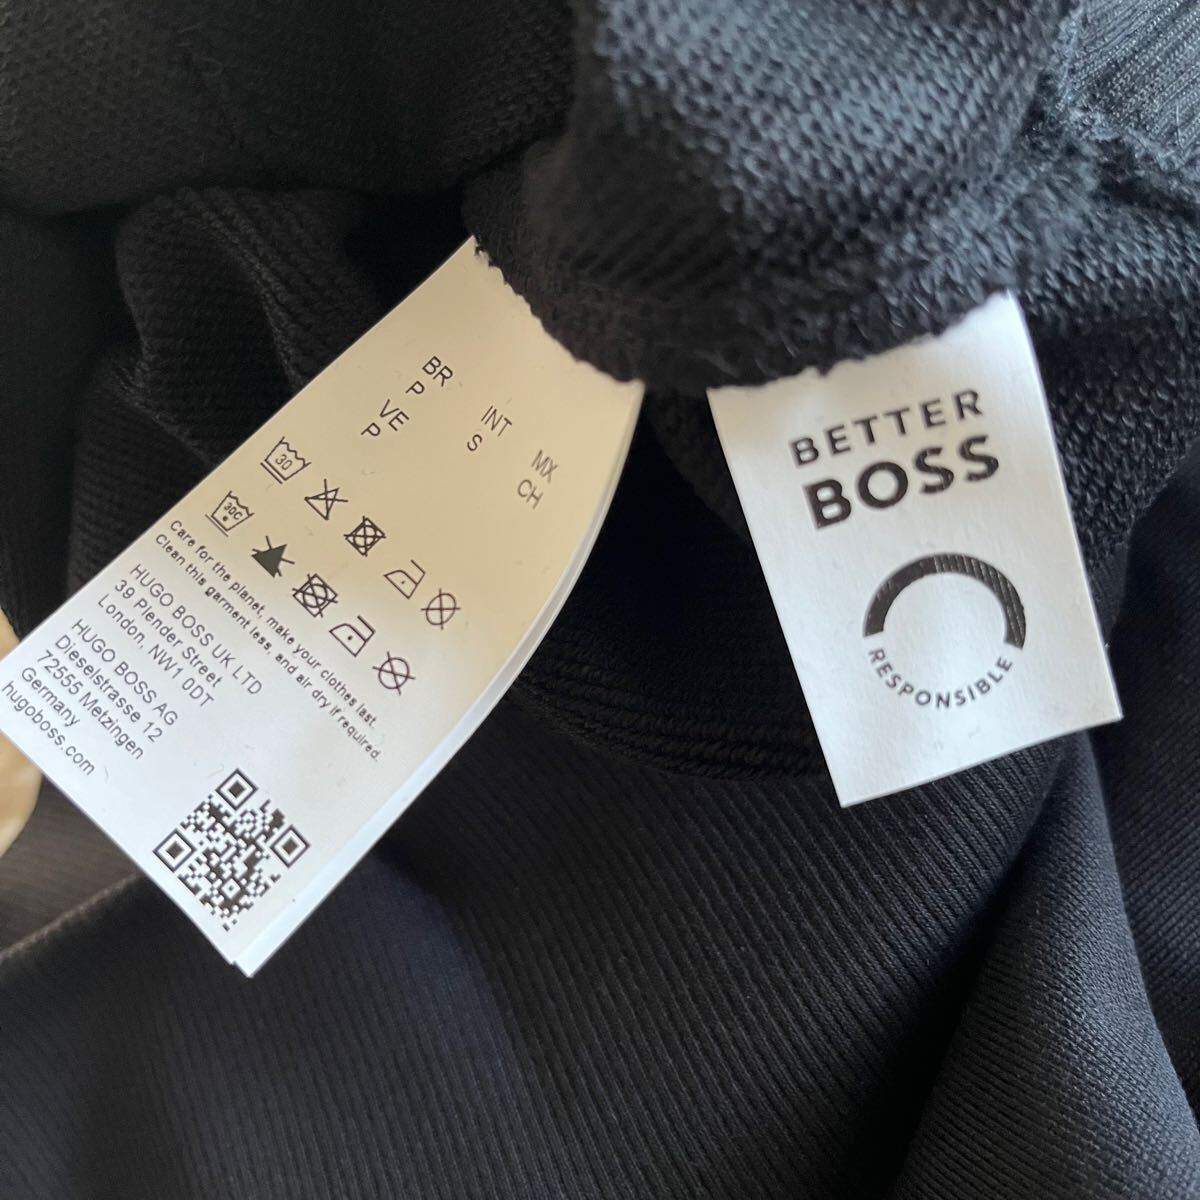 BR
P
VE
P
INT
S
MX
CH
30
30C
Care for the planet, make your clothes last.
Clean this garment less, and air dry if required.
HUGO BOSS UK LTD
39 Plender Street
London, NW1 0DT
HUGO BOSS AG
Dieselstrasse 12
72555 Metzingen
Germany
hugoboss.com
BETTER
BOSS
RESPONSIBLE